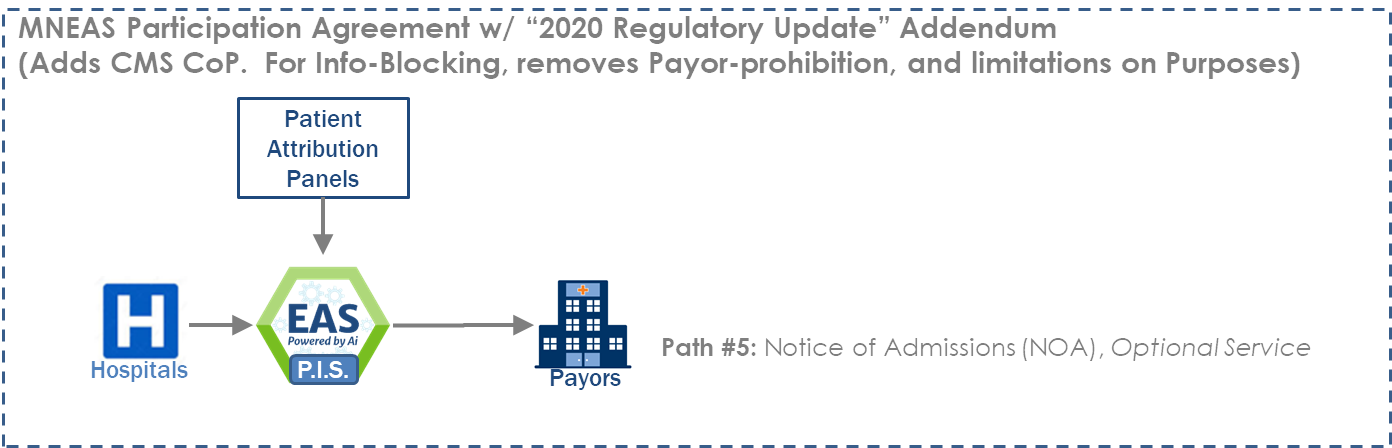 MNEAS Participation Agreement w/ “2020 Regulatory Update” Addendum
(Adds CMS CoP.  For Info-Blocking, removes Payor-prohibition, and limitations on Purposes)
Patient
Attribution
Panels
H
Hospitals
EAS
Powered by Ai
P.I.S.
Payors
Path #5: Notice of Admissions (NOA), Optional Service